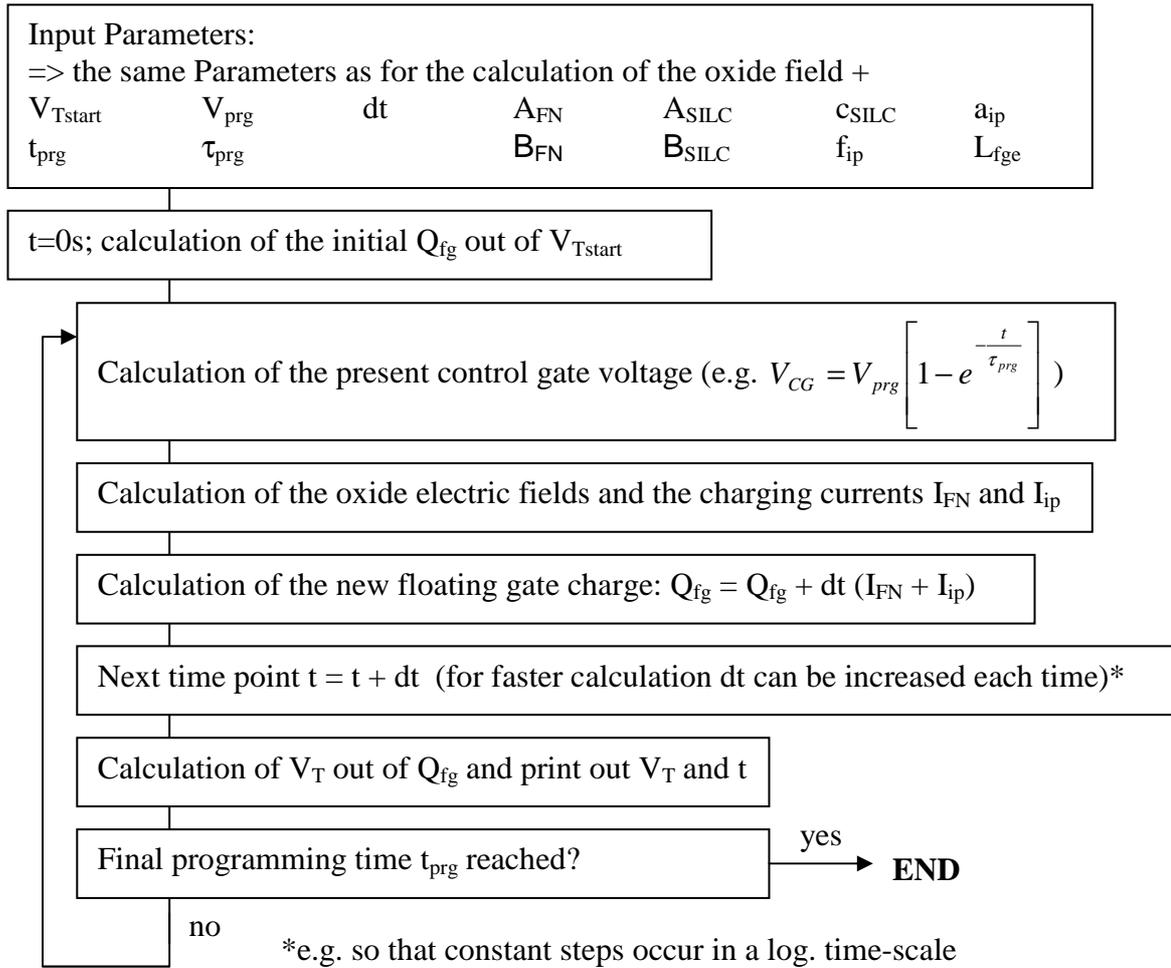 Input Parameters:
=> the same Parameters as for the calculation of the oxide field +
V_Tstart V_prg dt A_FN A_SILC c_SILC a_ip
t_prg τ_prg B_FN B_SILC f_ip L_fge
t=0s; calculation of the initial Q_fg out of V_Tstart
Calculation of the present control gate voltage (e.g. V_CG = V_prg [1 − e^(−t/τ_prg)] )
Calculation of the oxide electric fields and the charging currents I_FN and I_ip
Calculation of the new floating gate charge: Q_fg = Q_fg + dt (I_FN + I_ip)
Next time point t = t + dt (for faster calculation dt can be increased each time)*
Calculation of V_T out of Q_fg and print out V_T and t
Final programming time t_prg reached?
yes
END
no
*e.g. so that constant steps occur in a log. time-scale